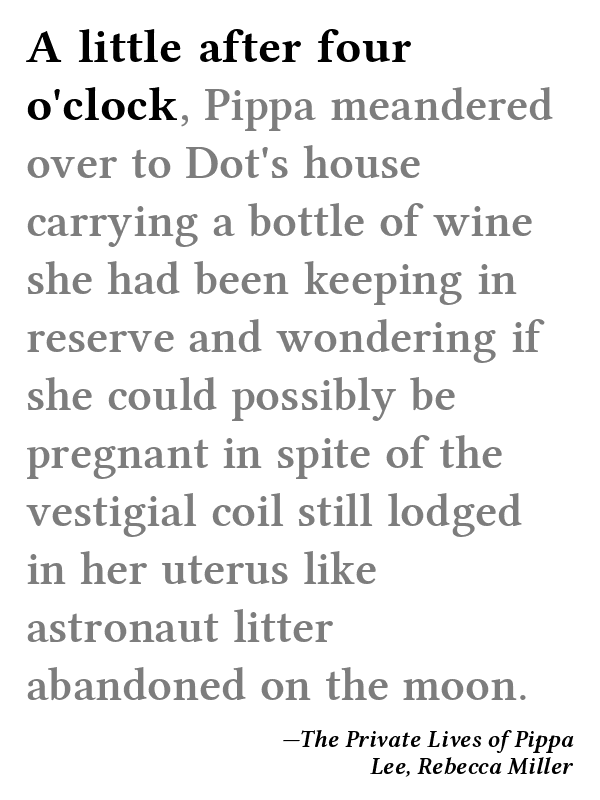 A little after four
o'clock, Pippa meandered
over to Dot's house
carrying a bottle of wine
she had been keeping in
reserve and wondering if
she could possibly be
pregnant in spite of the
vestigial coil still lodged
in her uterus like
astronaut litter
abandoned on the moon.
—The Private Lives of Pippa
Lee, Rebecca Miller